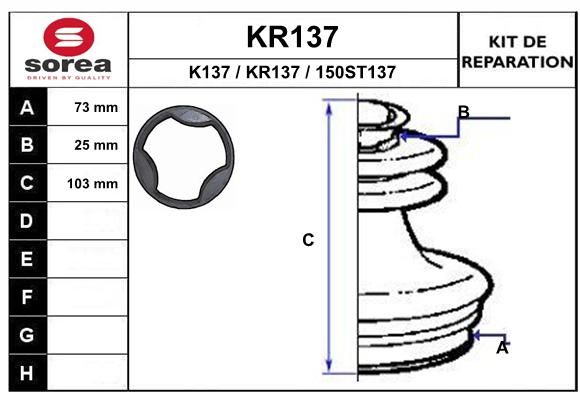 sorea
DRIVEN BY QUALITY
KR137
K137 / KR137 / 150ST137
KIT DE
REPARATION
A 73 mm
B 25 mm
C 103 mm
D
E
F
G
H
B
C
A